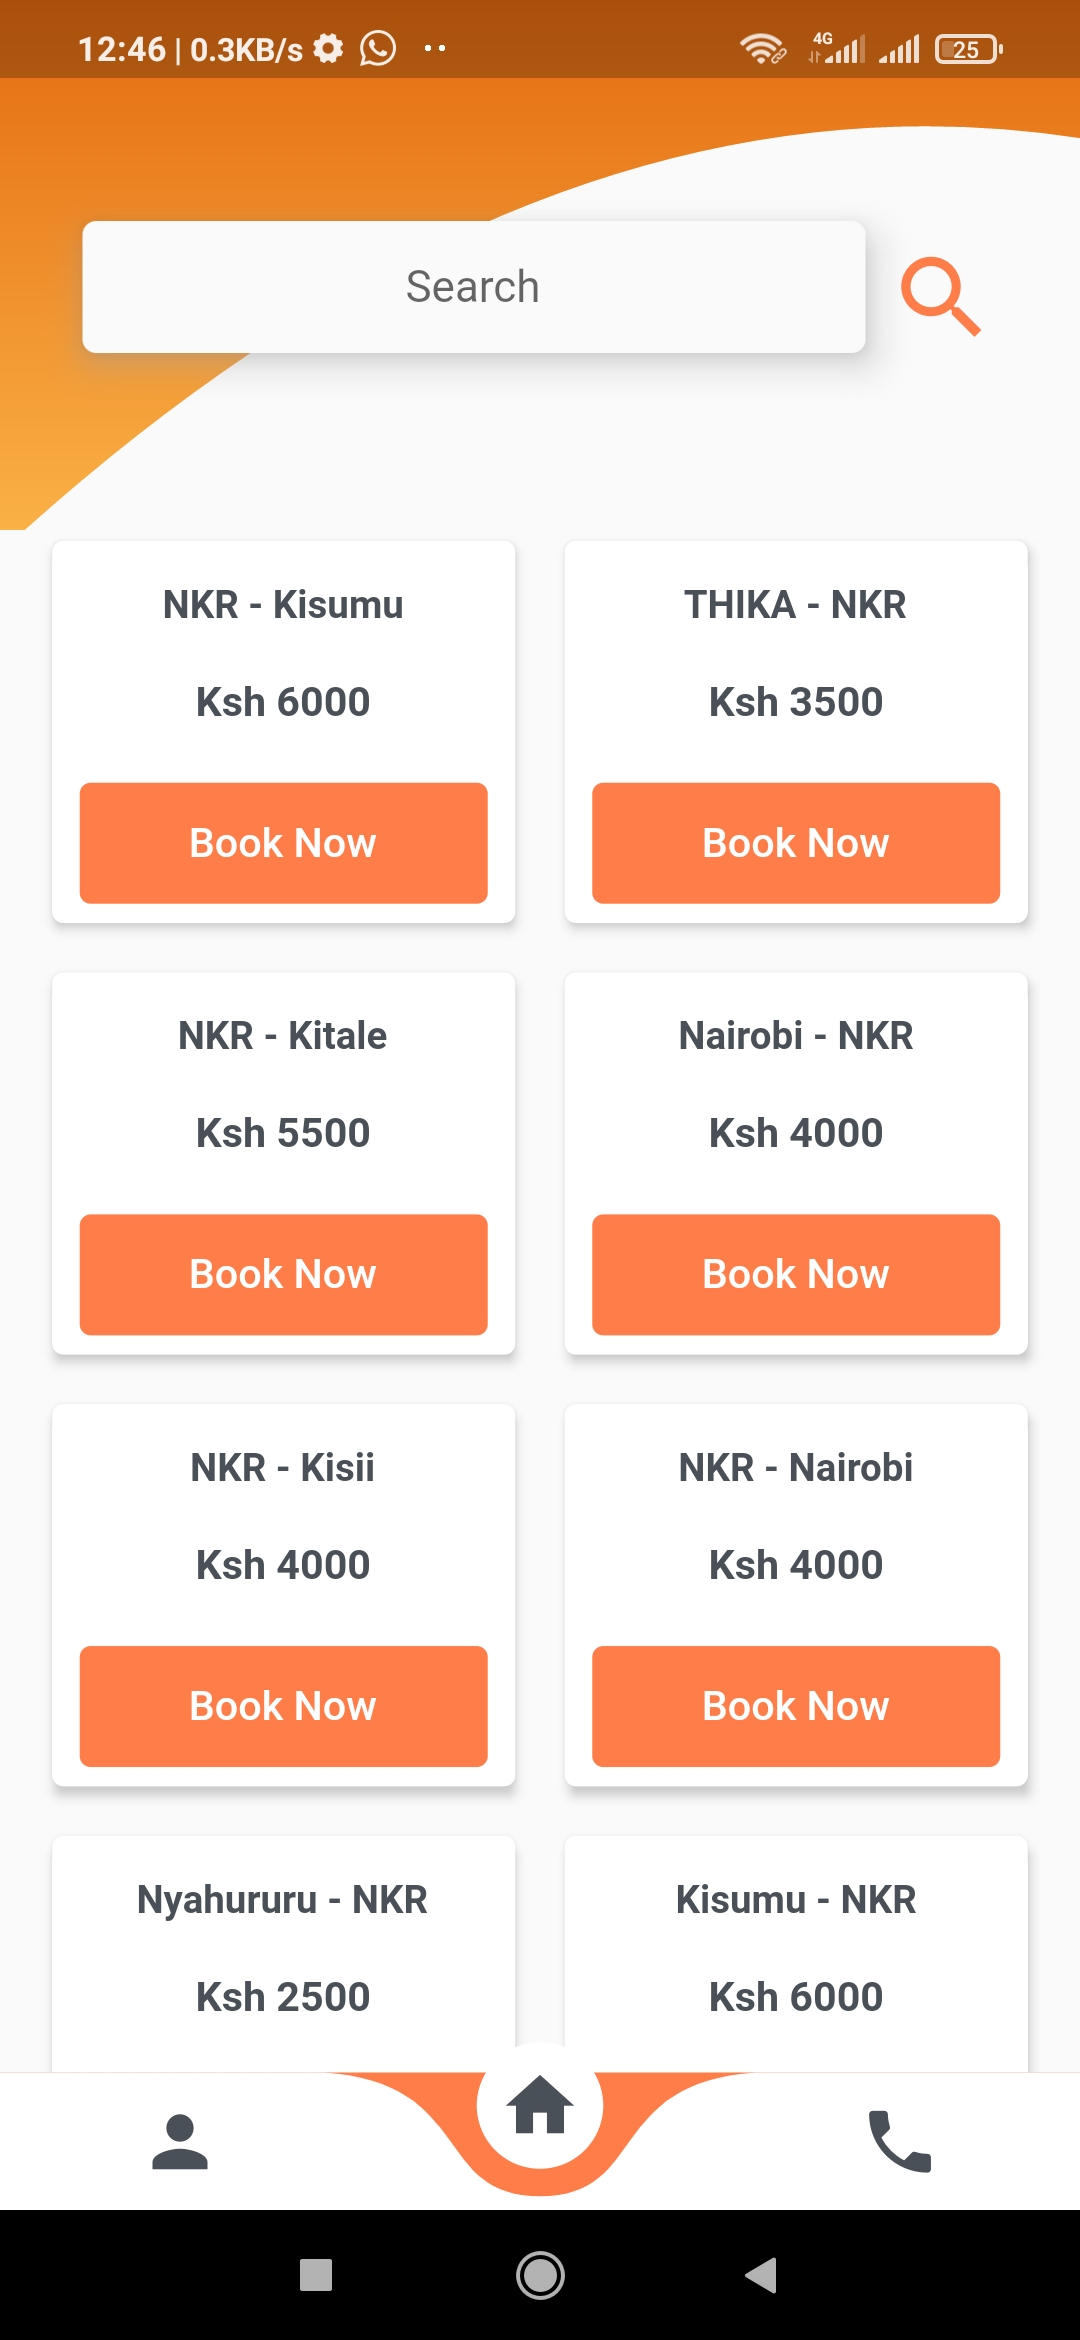 12:46 | 0.3KB/s
4G
25
Search
NKR - Kisumu
Ksh 6000
Book Now
THIKA - NKR
Ksh 3500
Book Now
NKR - Kitale
Ksh 5500
Book Now
Nairobi - NKR
Ksh 4000
Book Now
NKR - Kisii
Ksh 4000
Book Now
NKR - Nairobi
Ksh 4000
Book Now
Nyahururu - NKR
Ksh 2500
Kisumu - NKR
Ksh 6000